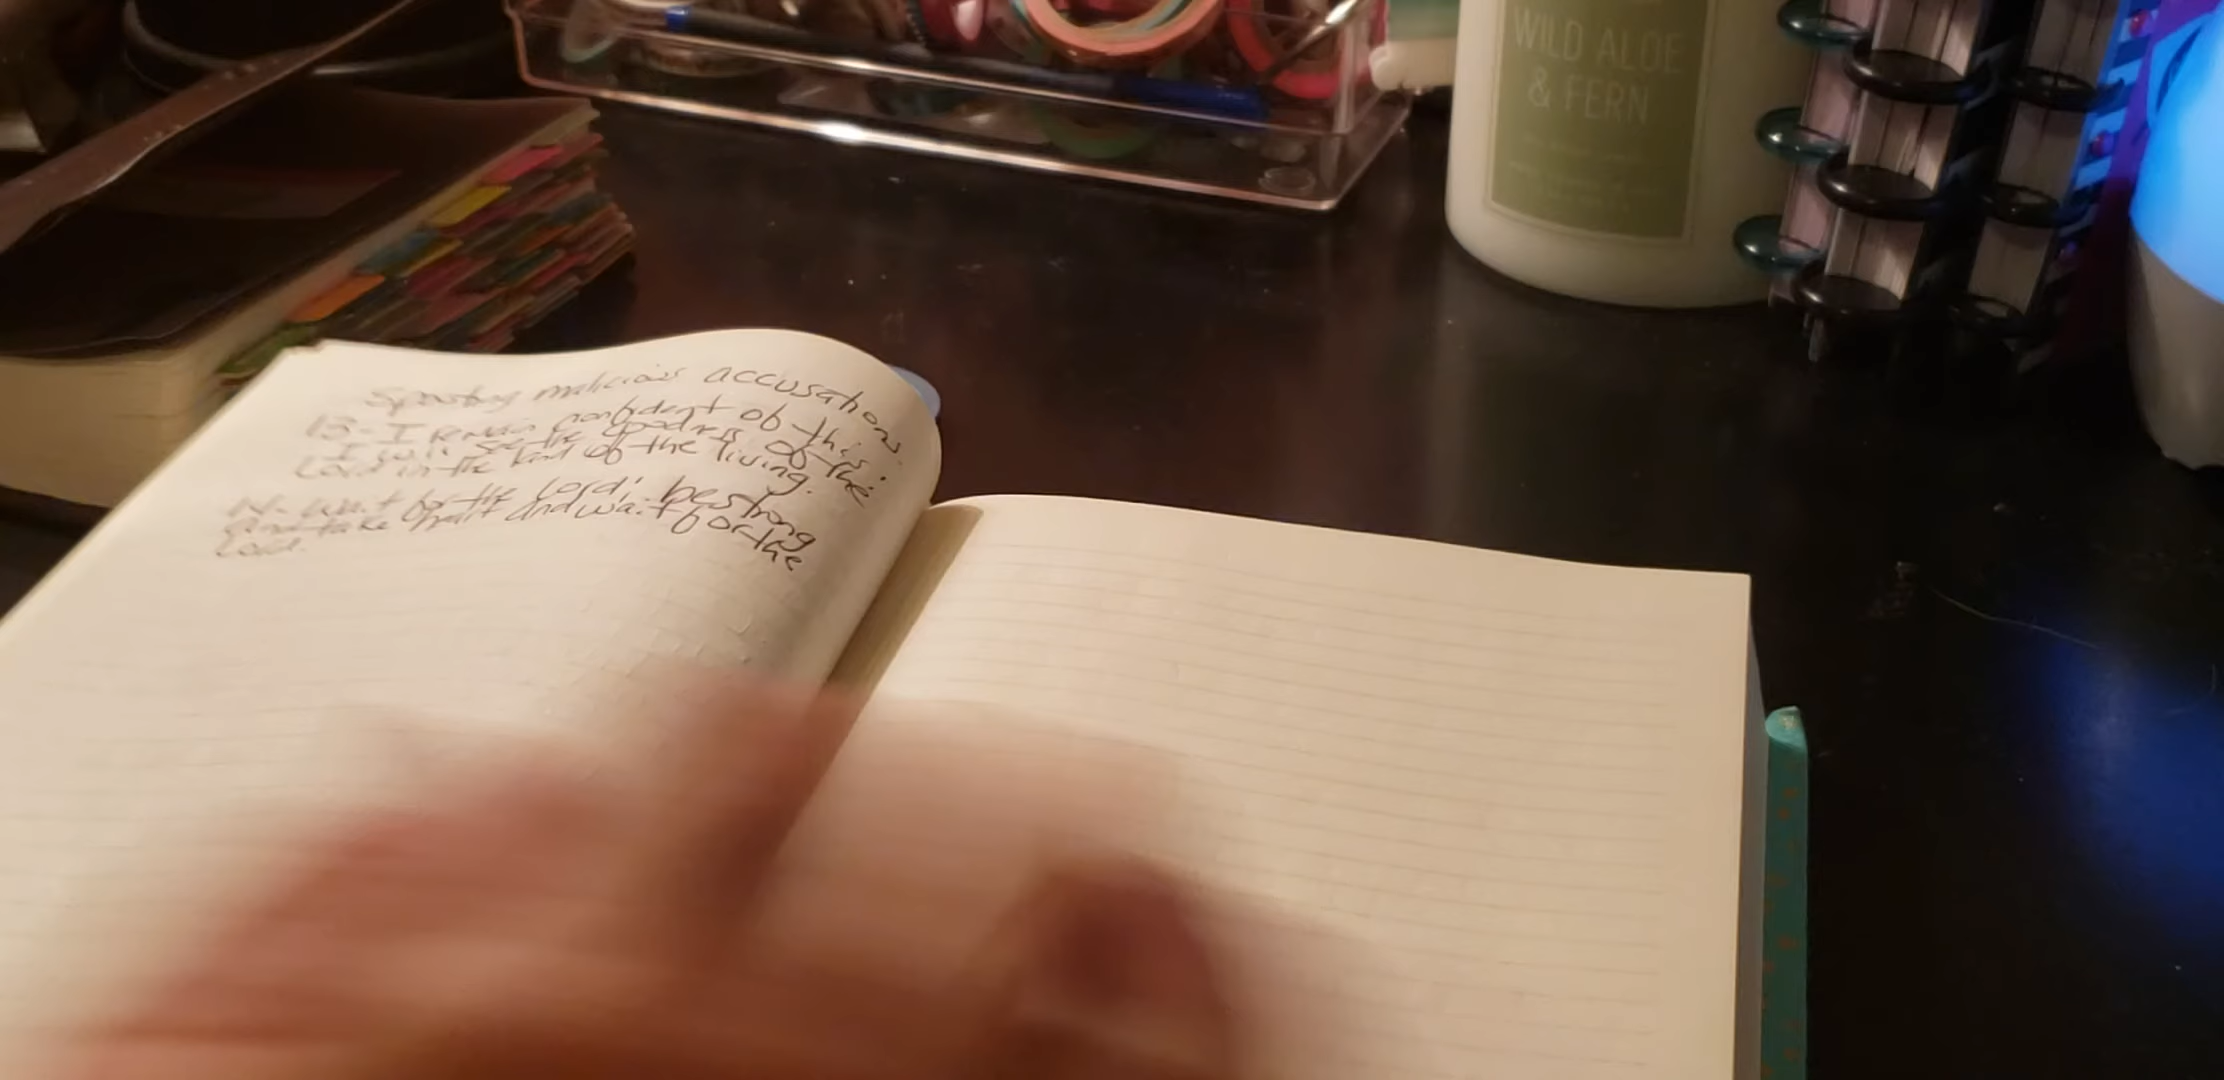 Spouting malicious accusations.
13 - I remain confident of this:
I will see the goodness of the
Lord in the land of the living.
14 - Wait for the Lord; be strong
and take heart and wait for the
Lord.
WILD ALOE
& FERN